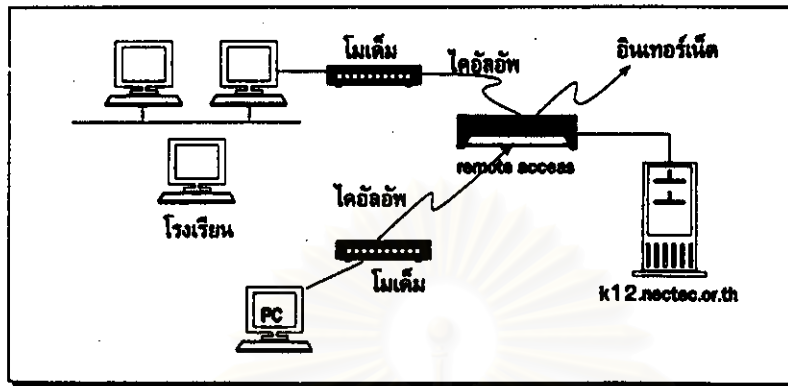 โมเด็ม
ไดอัลอัพ
อินเทอร์เน็ต
remote access
ไดอัลอัพ
โรงเรียน
โมเด็ม
PC
k12.nectec.or.th